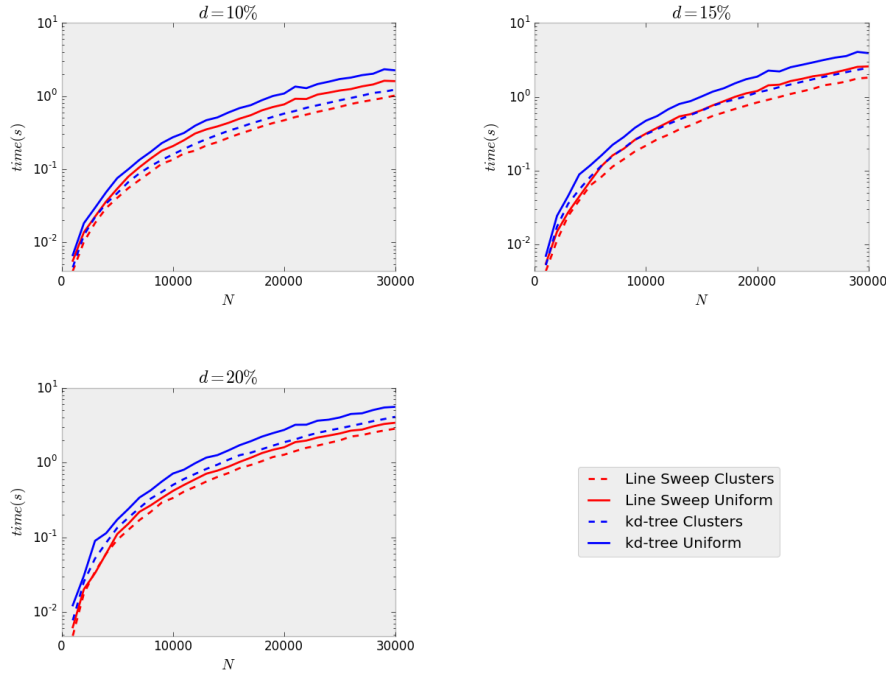 d = 10%
10^1
10^0
10^-1
10^-2
time(s)
0
10000
20000
30000
N
d = 15%
10^1
10^0
10^-1
10^-2
time(s)
0
10000
20000
30000
N
d = 20%
10^1
10^0
10^-1
10^-2
time(s)
0
10000
20000
30000
N
Line Sweep Clusters
Line Sweep Uniform
kd-tree Clusters
kd-tree Uniform